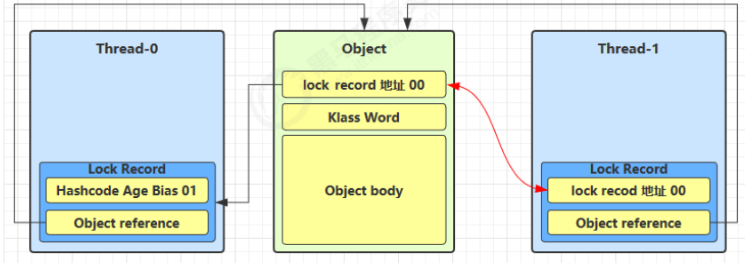 Thread-0
Lock Record
Hashcode Age Bias 01
Object reference
Object
lock record 地址 00
Klass Word
Object body
Thread-1
Lock Record
lock recod 地址 00
Object reference